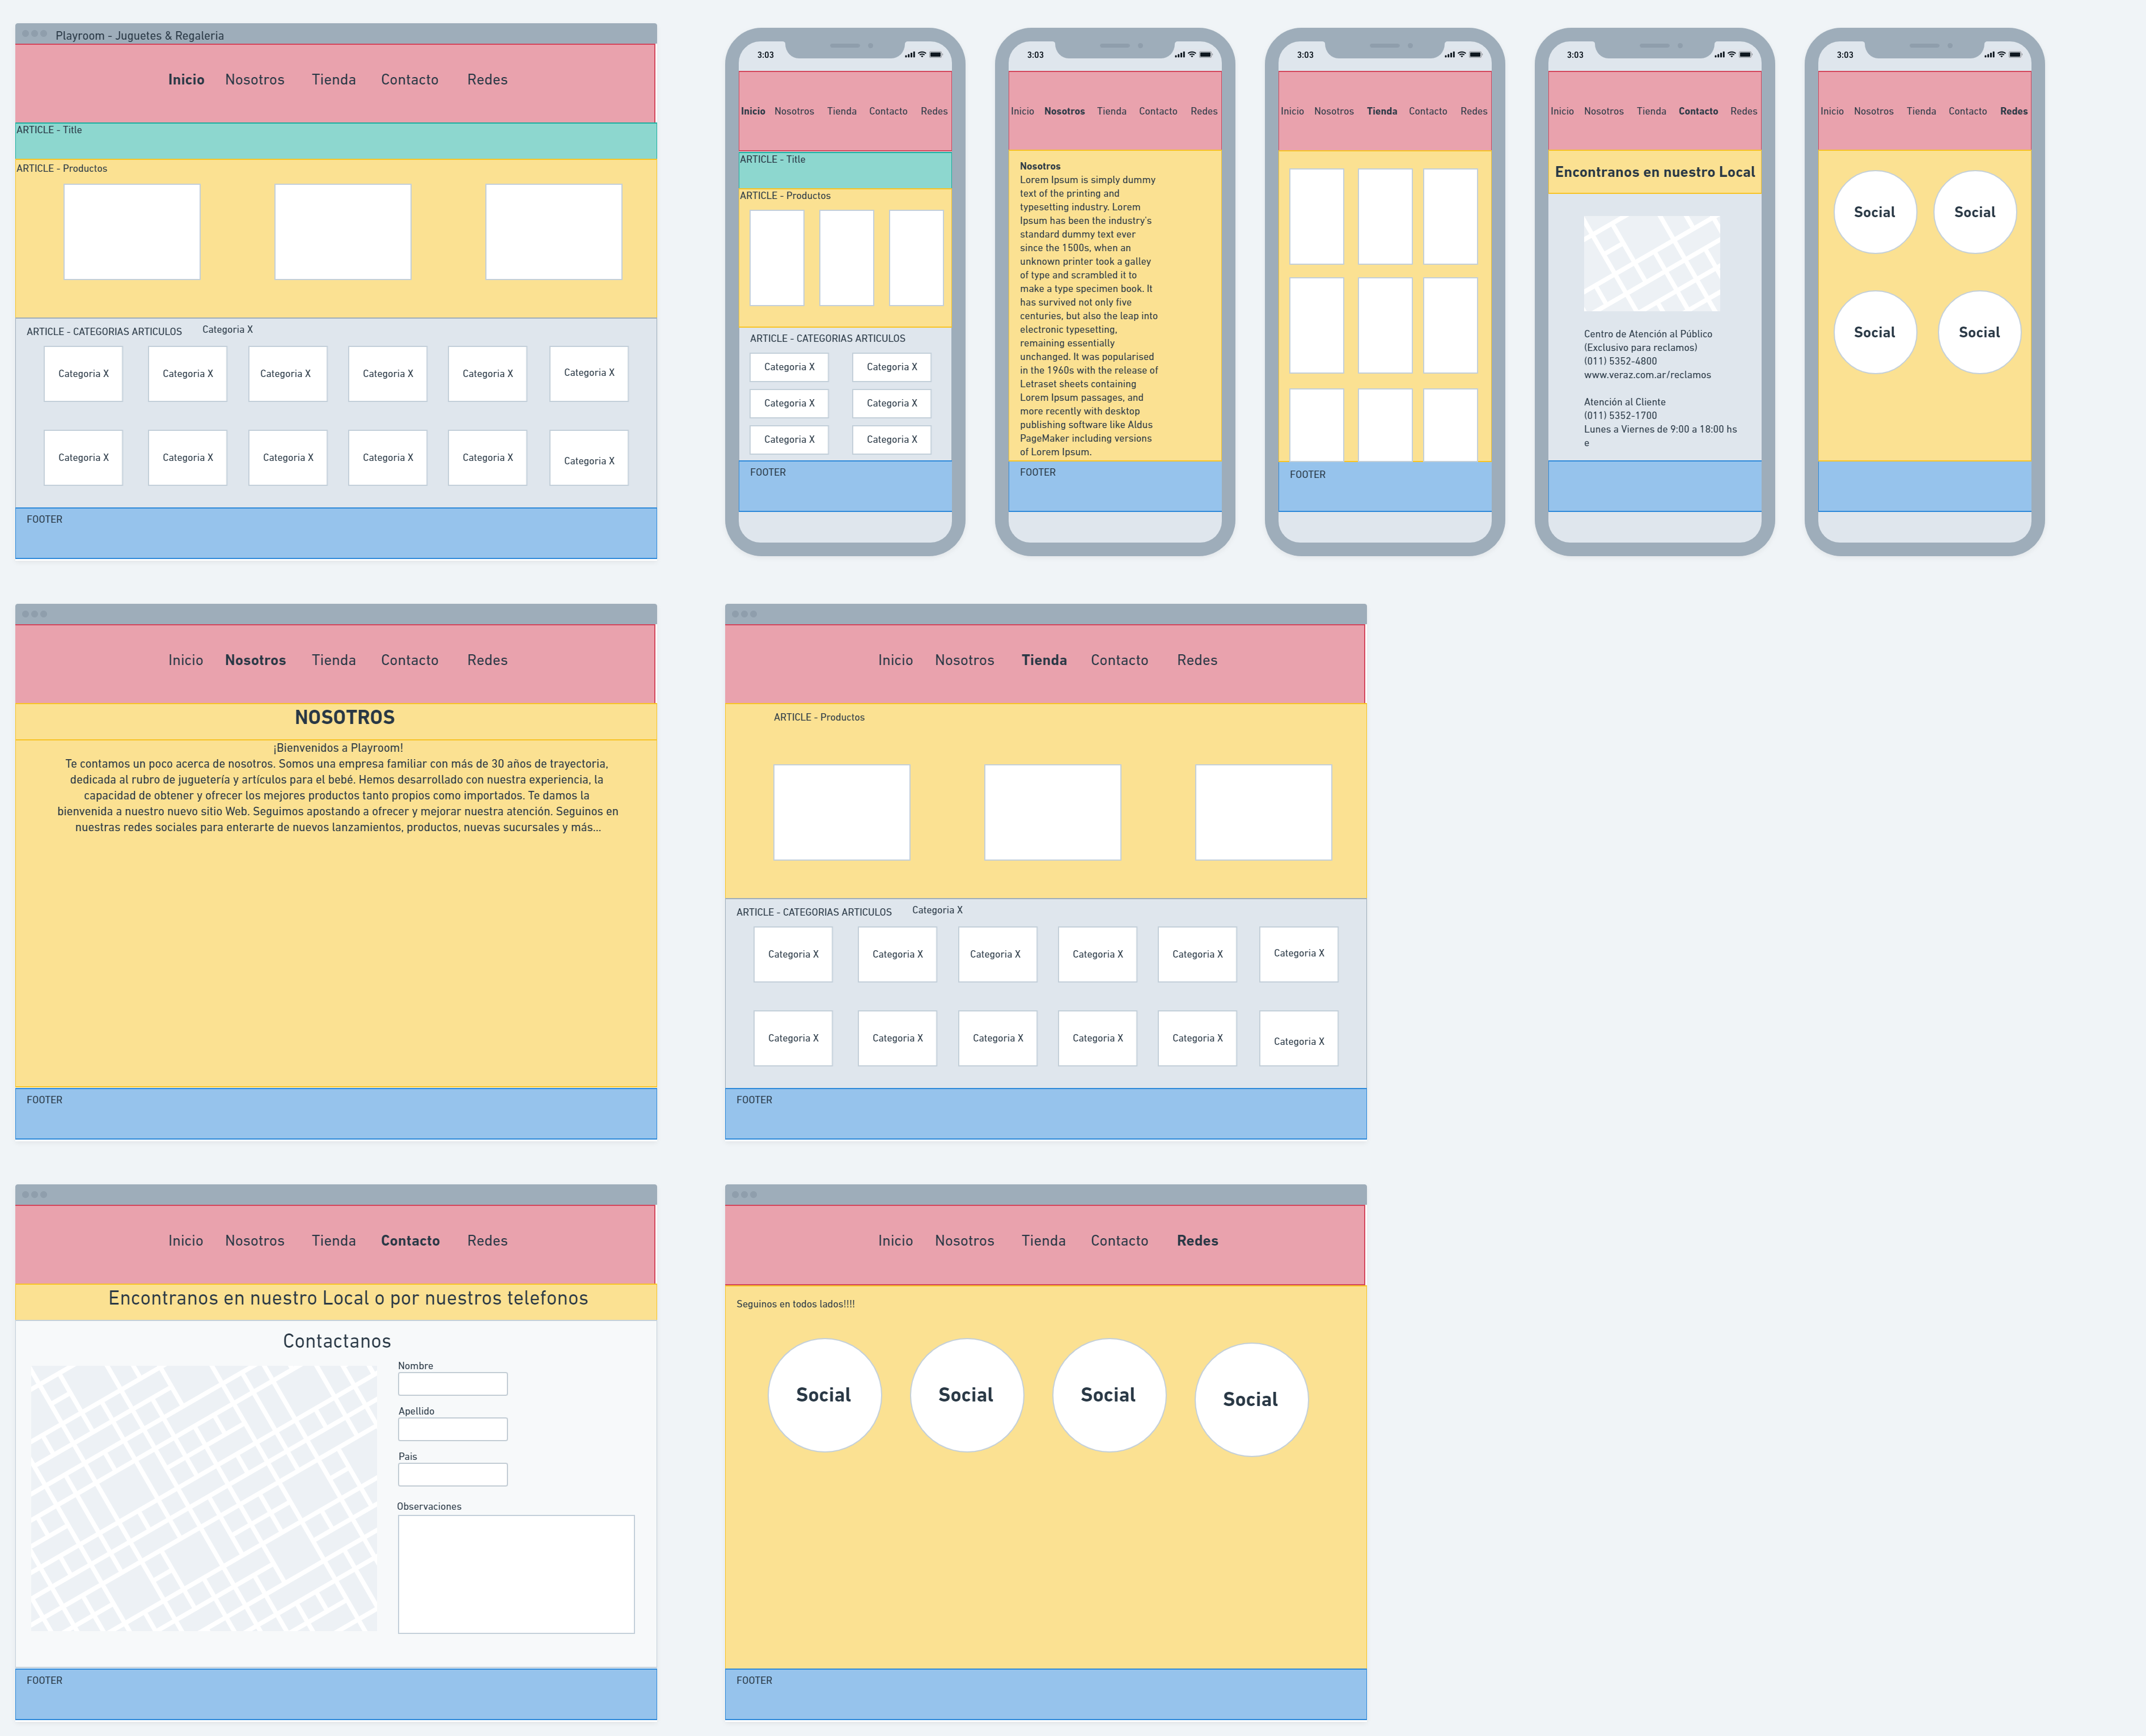 Playroom - Juguetes & Regaleria
Inicio Nosotros Tienda Contacto Redes
ARTICLE - Title
ARTICLE - Productos
ARTICLE - CATEGORIAS ARTICULOS Categoria X
Categoria X Categoria X Categoria X Categoria X Categoria X Categoria X
Categoria X Categoria X Categoria X Categoria X Categoria X Categoria X
FOOTER
3:03
Inicio Nosotros Tienda Contacto Redes
ARTICLE - Title
ARTICLE - Productos
ARTICLE - CATEGORIAS ARTICULOS
Categoria X Categoria X
Categoria X Categoria X
Categoria X Categoria X
FOOTER
3:03
Inicio Nosotros Tienda Contacto Redes
Nosotros
Lorem Ipsum is simply dummy
text of the printing and
typesetting industry. Lorem
Ipsum has been the industry's
standard dummy text ever
since the 1500s, when an
unknown printer took a galley
of type and scrambled it to
make a type specimen book. It
has survived not only five
centuries, but also the leap into
electronic typesetting,
remaining essentially
unchanged. It was popularised
in the 1960s with the release of
Letraset sheets containing
Lorem Ipsum passages, and
more recently with desktop
publishing software like Aldus
PageMaker including versions
of Lorem Ipsum.
FOOTER
3:03
Inicio Nosotros Tienda Contacto Redes
FOOTER
3:03
Inicio Nosotros Tienda Contacto Redes
Encontranos en nuestro Local
Centro de Atención al Público
(Exclusivo para reclamos)
(011) 5352-4800
www.veraz.com.ar/reclamos
Atención al Cliente
(011) 5352-1700
Lunes a Viernes de 9:00 a 18:00 hs
e
3:03
Inicio Nosotros Tienda Contacto Redes
Social Social
Social Social
Inicio Nosotros Tienda Contacto Redes
NOSOTROS
¡Bienvenidos a Playroom!
Te contamos un poco acerca de nosotros. Somos una empresa familiar con más de 30 años de trayectoria,
dedicada al rubro de juguetería y artículos para el bebé. Hemos desarrollado con nuestra experiencia, la
capacidad de obtener y ofrecer los mejores productos tanto propios como importados. Te damos la
bienvenida a nuestro nuevo sitio Web. Seguimos apostando a ofrecer y mejorar nuestra atención. Seguinos en
nuestras redes sociales para enterarte de nuevos lanzamientos, productos, nuevas sucursales y más...
FOOTER
Inicio Nosotros Tienda Contacto Redes
ARTICLE - Productos
ARTICLE - CATEGORIAS ARTICULOS Categoria X
Categoria X Categoria X Categoria X Categoria X Categoria X Categoria X
Categoria X Categoria X Categoria X Categoria X Categoria X Categoria X
FOOTER
Inicio Nosotros Tienda Contacto Redes
Encontranos en nuestro Local o por nuestros telefonos
Contactanos
Nombre
Apellido
Pais
Observaciones
FOOTER
Inicio Nosotros Tienda Contacto Redes
Seguinos en todos lados!!!!
Social Social Social Social
FOOTER